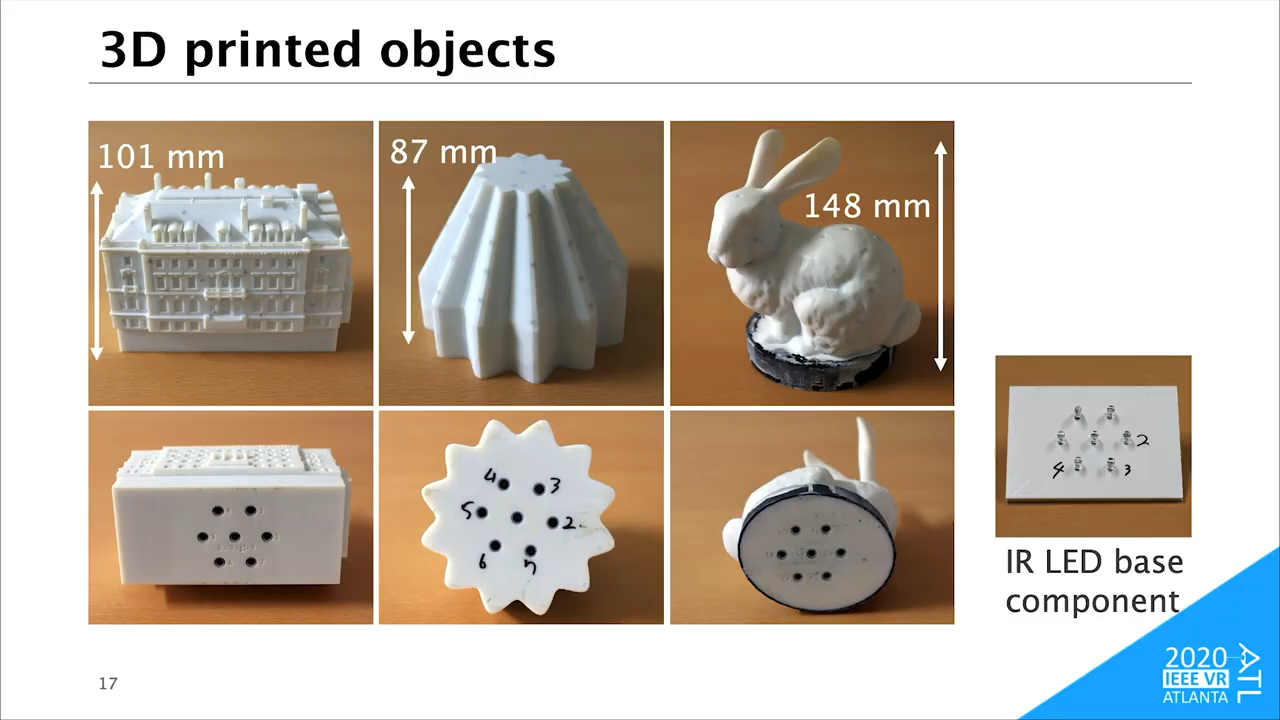 3D printed objects
101 mm
87 mm
148 mm
4
3
5
2
6
7
2
4
3
IR LED base
component
17
2020
IEEE VR
ATLANTA
ATL